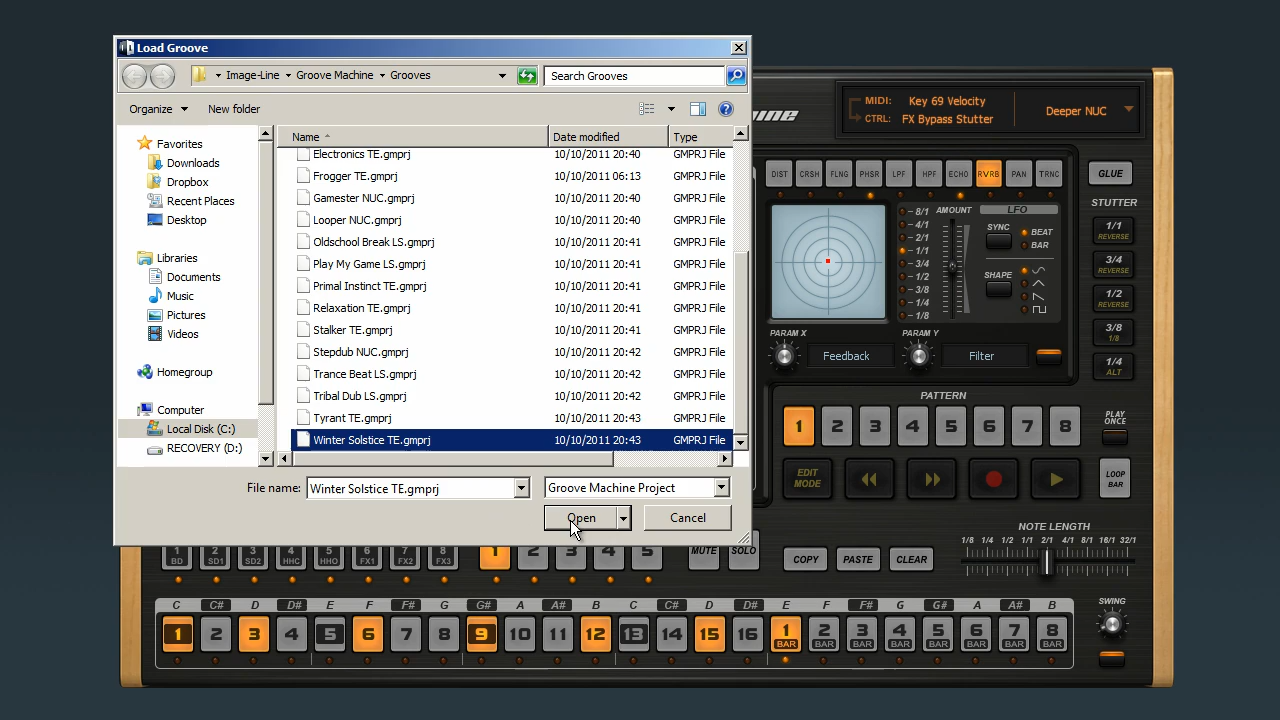 Load Groove
Image-Line Groove Machine Grooves
Search Grooves
Organize New folder
Favorites
Downloads
Dropbox
Recent Places
Desktop
Libraries
Documents
Music
Pictures
Videos
Homegroup
Computer
Local Disk (C:)
RECOVERY (D:)
Name Date modified Type
Electronics TE.gmprj 10/10/2011 20:40 GMPRJ File
Frogger TE.gmprj 10/10/2011 06:13 GMPRJ File
Gamester NUC.gmprj 10/10/2011 20:40 GMPRJ File
Looper NUC.gmprj 10/10/2011 20:40 GMPRJ File
Oldschool Break LS.gmprj 10/10/2011 20:41 GMPRJ File
Play My Game LS.gmprj 10/10/2011 20:41 GMPRJ File
Primal Instinct TE.gmprj 10/10/2011 20:41 GMPRJ File
Relaxation TE.gmprj 10/10/2011 20:41 GMPRJ File
Stalker TE.gmprj 10/10/2011 20:41 GMPRJ File
Stepdub NUC.gmprj 10/10/2011 20:42 GMPRJ File
Trance Beat LS.gmprj 10/10/2011 20:42 GMPRJ File
Tribal Dub LS.gmprj 10/10/2011 20:42 GMPRJ File
Tyrant TE.gmprj 10/10/2011 20:43 GMPRJ File
Winter Solstice TE.gmprj 10/10/2011 20:43 GMPRJ File
File name: Winter Solstice TE.gmprj Groove Machine Project
Open Cancel
MIDI: Key 69 Velocity
CTRL: FX Bypass Stutter
Deeper NUC
DIST CRSH FLNG PHSR LPF HPF ECHO RVRB PAN TRNC
GLUE
8/1
4/1
2/1
1/1
3/4
1/2
3/8
1/4
1/8
AMOUNT
LFO
SYNC
BEAT
BAR
SHAPE
STUTTER
1/1
REVERSE
3/4
REVERSE
1/2
REVERSE
3/8
1/8
1/4
ALT
PARAM X
Feedback
PARAM Y
Filter
PATTERN
1 2 3 4 5 6 7 8
PLAY
ONCE
EDIT
MODE
LOOP
BAR
1 2 3 4 5 6 7 8
BD SD1 SD2 HHC HHO FX1 FX2 FX3
1 2 3 4 5
MUTE SOLO
COPY PASTE CLEAR
NOTE LENGTH
1/8 1/4 1/2 1/1 3/2 2/1 4/1 8/1 16/1 32/1
C C# D D# E F F# G G# A A# B C C# D D# E F F# G G# A A# B
1 2 3 4 5 6 7 8 9 10 11 12 13 14 15 16 1 2 3 4 5 6 7 8
BAR BAR BAR BAR BAR BAR BAR BAR
SWING